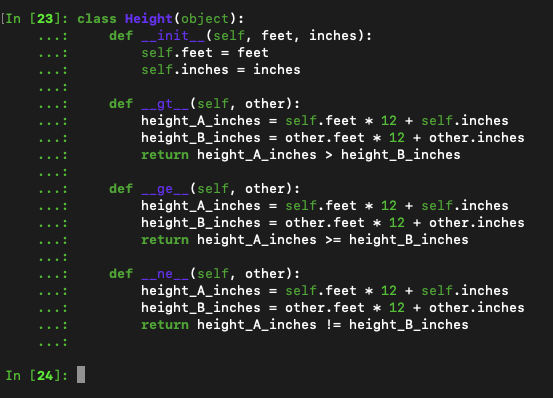 [In [23]: class Height(object):
    ...:     def __init__(self, feet, inches):
    ...:         self.feet = feet
    ...:         self.inches = inches
    ...:
    ...:     def __gt__(self, other):
    ...:         height_A_inches = self.feet * 12 + self.inches
    ...:         height_B_inches = other.feet * 12 + other.inches
    ...:         return height_A_inches > height_B_inches
    ...:
    ...:     def __ge__(self, other):
    ...:         height_A_inches = self.feet * 12 + self.inches
    ...:         height_B_inches = other.feet * 12 + other.inches
    ...:         return height_A_inches >= height_B_inches
    ...:
    ...:     def __ne__(self, other):
    ...:         height_A_inches = self.feet * 12 + self.inches
    ...:         height_B_inches = other.feet * 12 + other.inches
    ...:         return height_A_inches != height_B_inches
    ...:
In [24]: